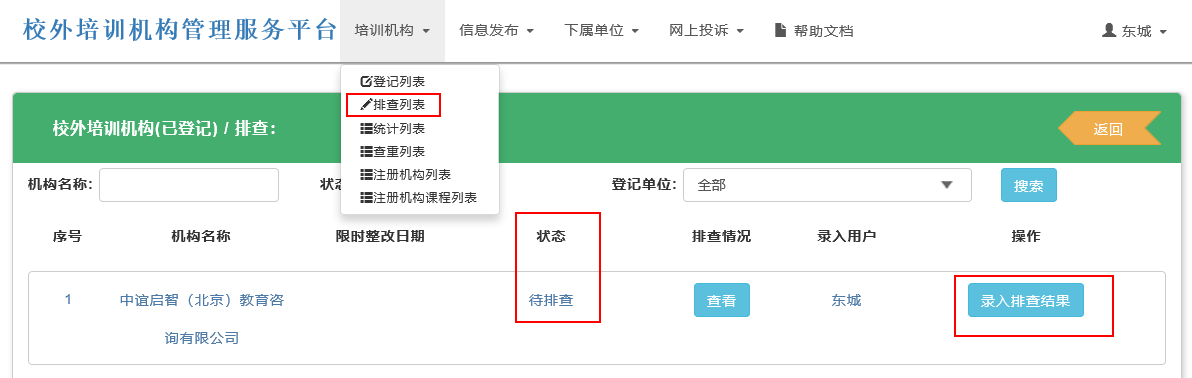 校外培训机构管理服务平台 培训机构 信息发布 下属单位 网上投诉 帮助文档 东城
登记列表
排查列表
统计列表
查重列表
注册机构列表
注册机构课程列表
校外培训机构(已登记) / 排查: 返回
机构名称: 登记单位: 全部 搜索
序号 机构名称 限时整改日期 状态 排查情况 录入用户 操作
1 中谊启智（北京）教育咨 待排查 查看 东城 录入排查结果
询有限公司